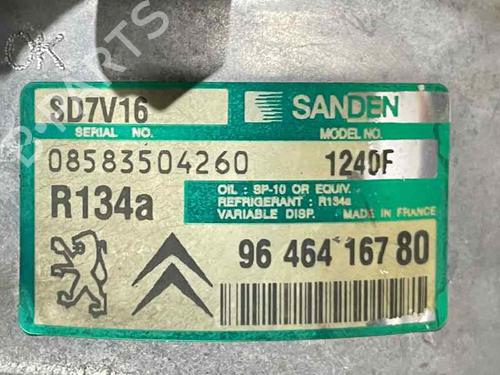 OK
SD7V16
SANDEN
SERIAL NO.
MODEL NO.
08583504260
1240F
R134a
OIL : SP-10 OR EQUIV.
REFRIGERANT : R134a
VARIABLE DISP. MADE IN FRANCE
96 464 167 80